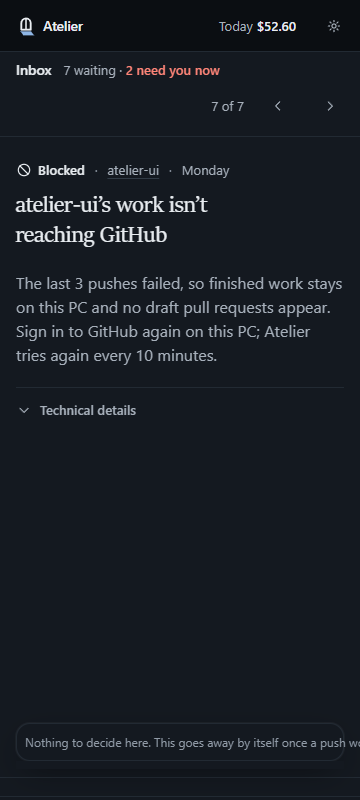 Atelier
Today $52.60
Inbox 7 waiting · 2 need you now
7 of 7
Blocked · atelier-ui · Monday
atelier-ui’s work isn’t
reaching GitHub
The last 3 pushes failed, so finished work stays
on this PC and no draft pull requests appear.
Sign in to GitHub again on this PC; Atelier
tries again every 10 minutes.
Technical details
Nothing to decide here. This goes away by itself once a push